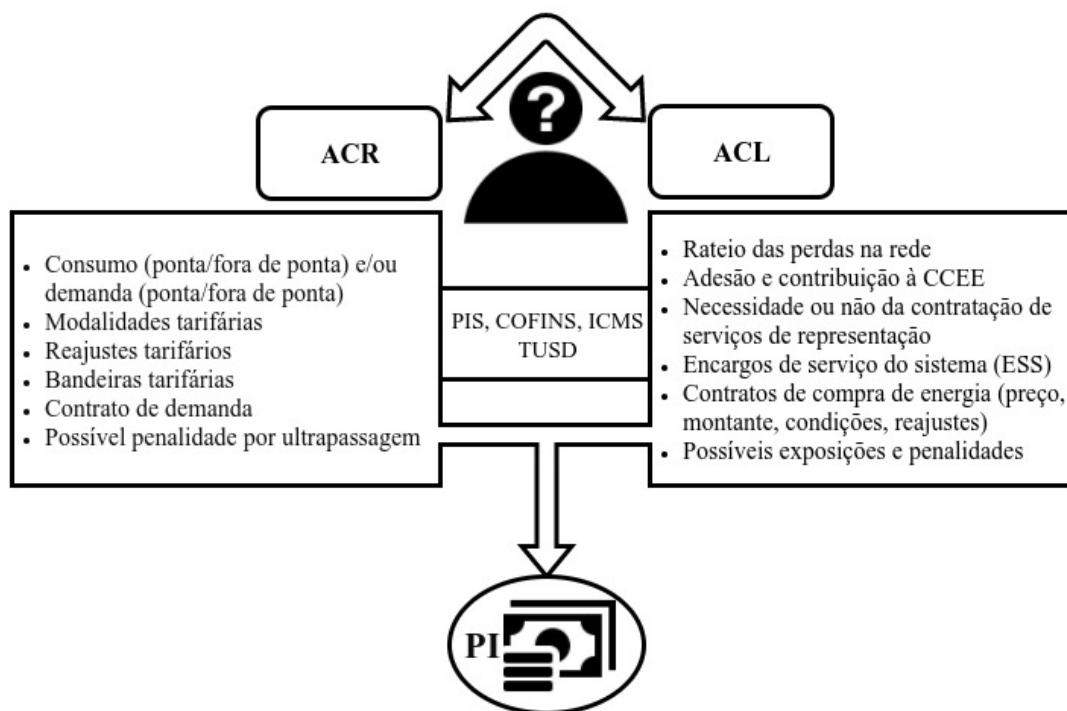 ?
ACR
ACL
• Consumo (ponta/fora de ponta) e/ou
demanda (ponta/fora de ponta)
• Modalidades tarifárias
• Reajustes tarifários
• Bandeiras tarifárias
• Contrato de demanda
• Possível penalidade por ultrapassagem
PIS, COFINS, ICMS
TUSD
• Rateio das perdas na rede
• Adesão e contribuição à CCEE
• Necessidade ou não da contratação de
serviços de representação
• Encargos de serviço do sistema (ESS)
• Contratos de compra de energia (preço,
montante, condições, reajustes)
• Possíveis exposições e penalidades
PI